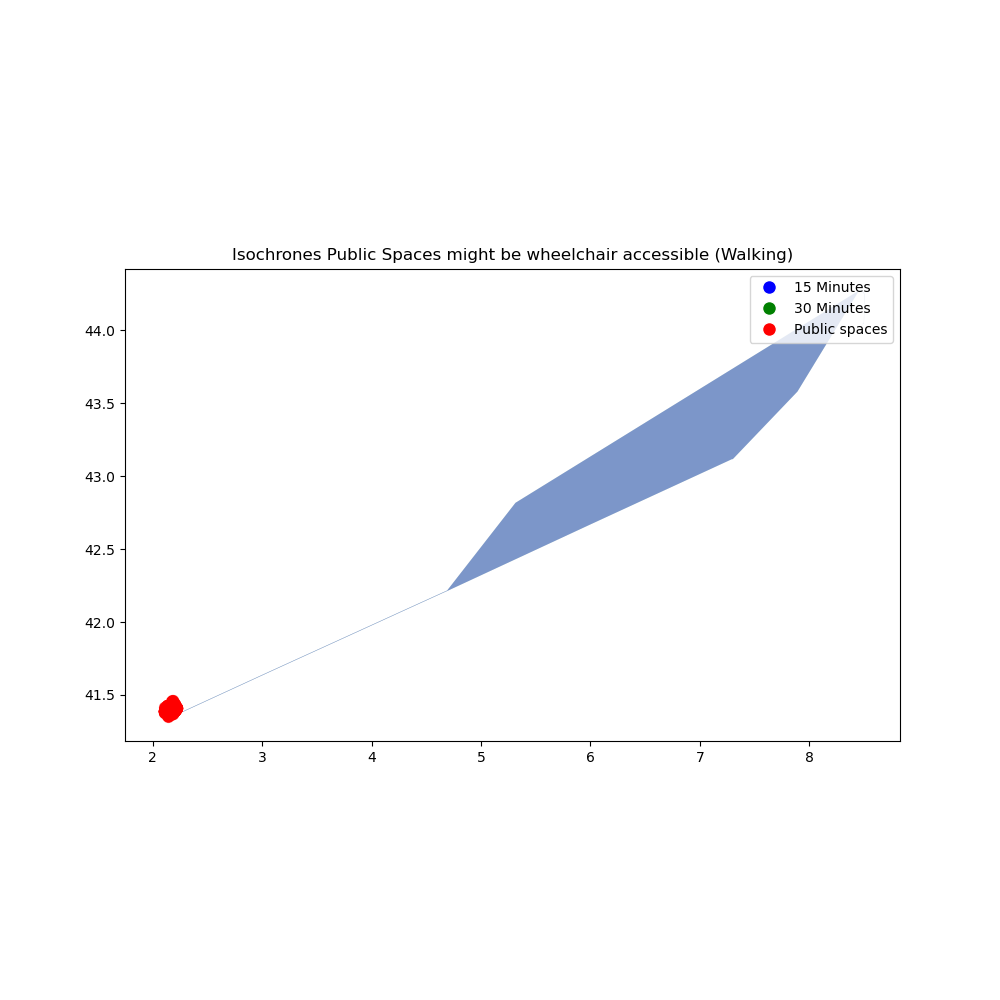 Isochrones Public Spaces might be wheelchair accessible (Walking)
15 Minutes
30 Minutes
Public spaces
44.0
43.5
43.0
42.5
42.0
41.5
2 3 4 5 6 7 8